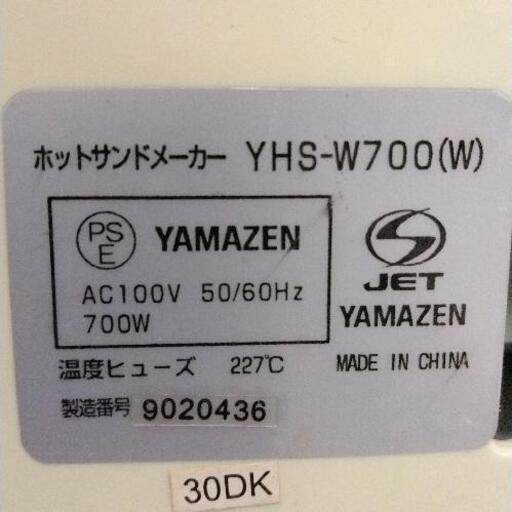 ホットサンドメーカー YHS-W700(W)
PS
E
YAMAZEN
AC100V 50/60Hz
700W
S
JET
YAMAZEN
温度ヒューズ 227℃
MADE IN CHINA
製造番号 9020436
30DK